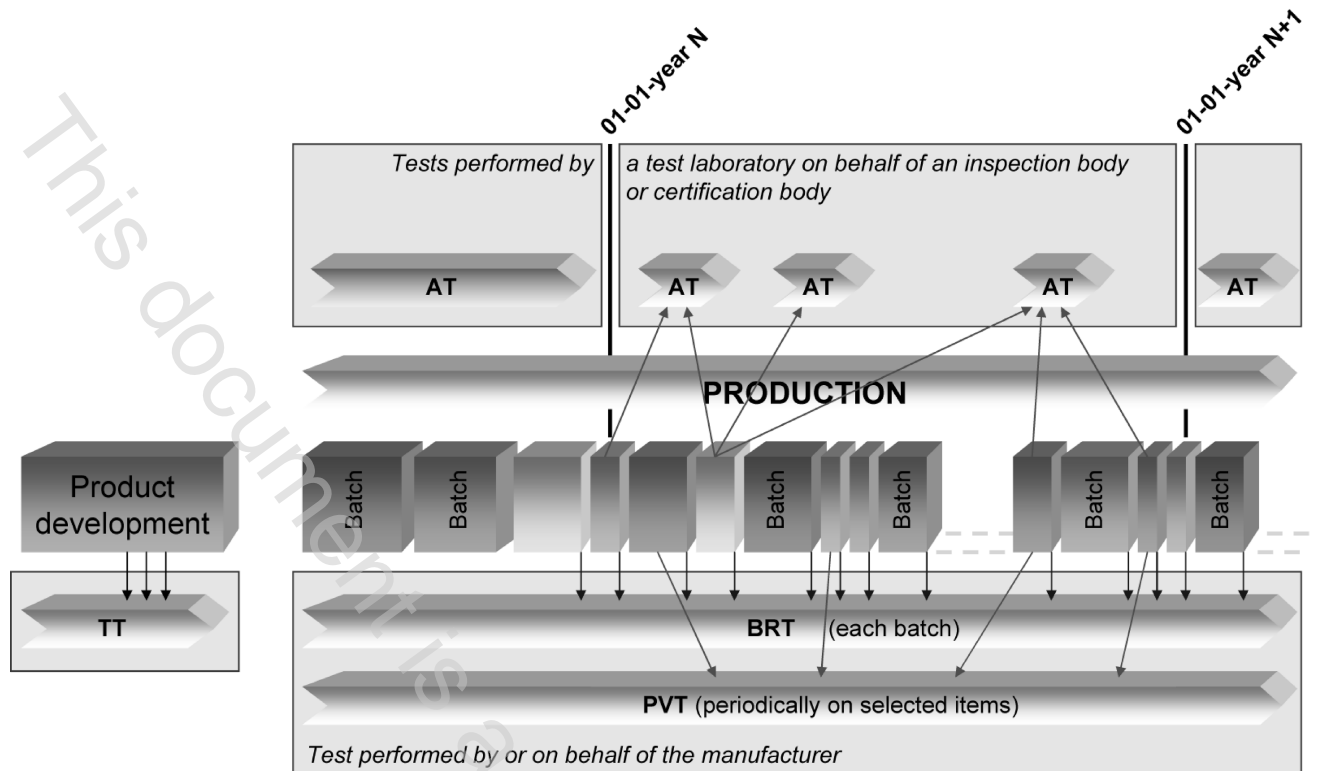 01-01-year N
01-01-year N+1
Tests performed by
a test laboratory on behalf of an inspection body
or certification body
AT
AT
AT
AT
AT
PRODUCTION
Product
development
Batch
Batch
Batch
Batch
Batch
Batch
TT
BRT (each batch)
PVT (periodically on selected items)
Test performed by or on behalf of the manufacturer
This document is a